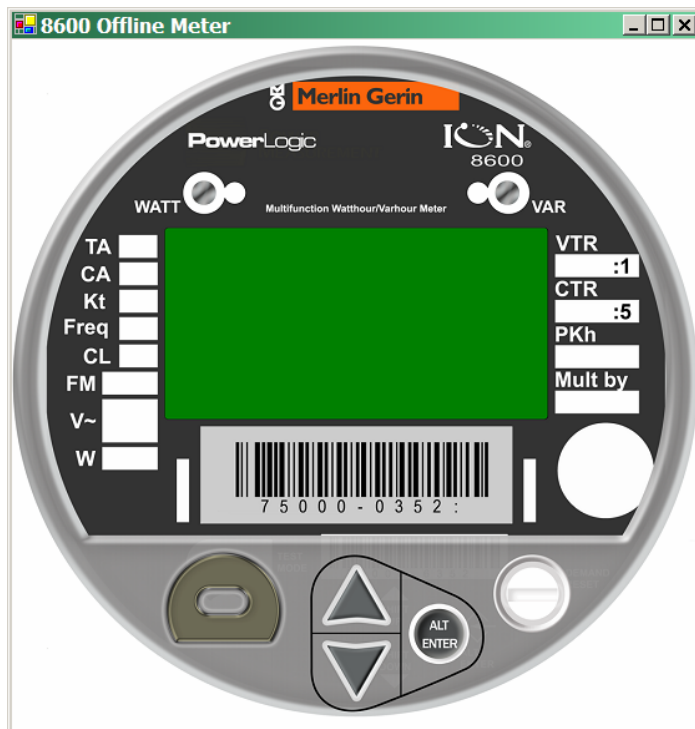 8600 Offline Meter
Merlin Gerin
PowerLogic
ION®
8600
WATT
Multifunction Watthour/Varhour Meter
VAR
TA
CA
Kt
Freq
CL
FM
V~
W
VTR
:1
CTR
:5
PKh
Mult by
75000-0352:
ALT
ENTER